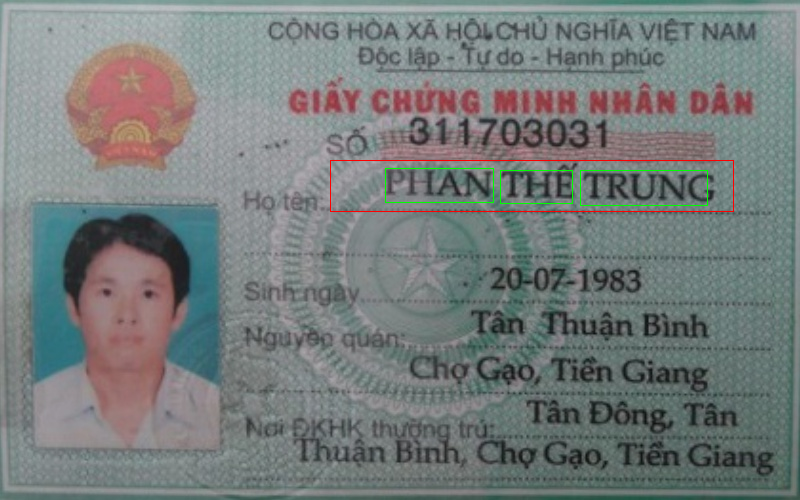 CỘNG HÒA XÃ HỘI CHỦ NGHĨA VIỆT NAM
Độc lập - Tự do - Hạnh phúc
GIẤY CHỨNG MINH NHÂN DÂN
SỐ 311703031
Họ tên PHAN THẾ TRUNG
Sinh ngày 20-07-1983
Nguyên quán: Tân Thuận Bình
Chợ Gạo, Tiền Giang
Nơi ĐKHK thường trú: Tân Đông, Tân
Thuận Bình, Chợ Gạo, Tiền Giang